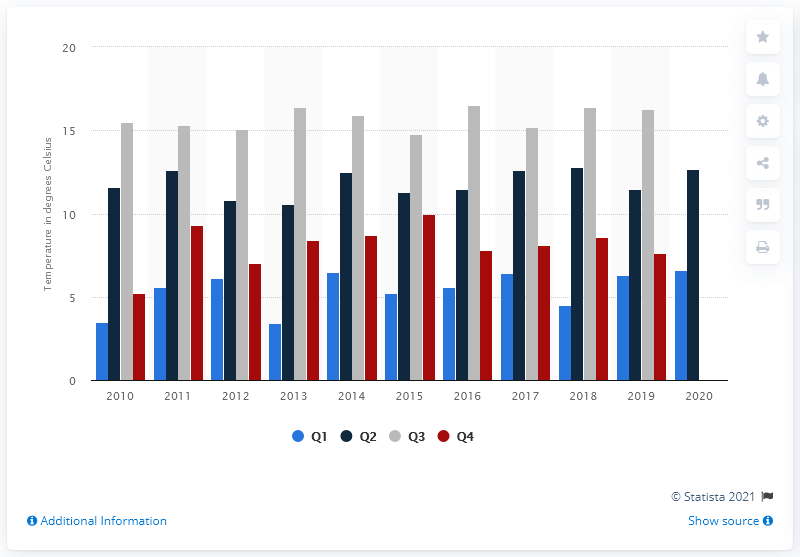 Temperature in degrees Celsius
20
15
10
5
0
2010 2011 2012 2013 2014 2015 2016 2017 2018 2019 2020
Q1 Q2 Q3 Q4
© Statista 2021
Additional Information
Show source